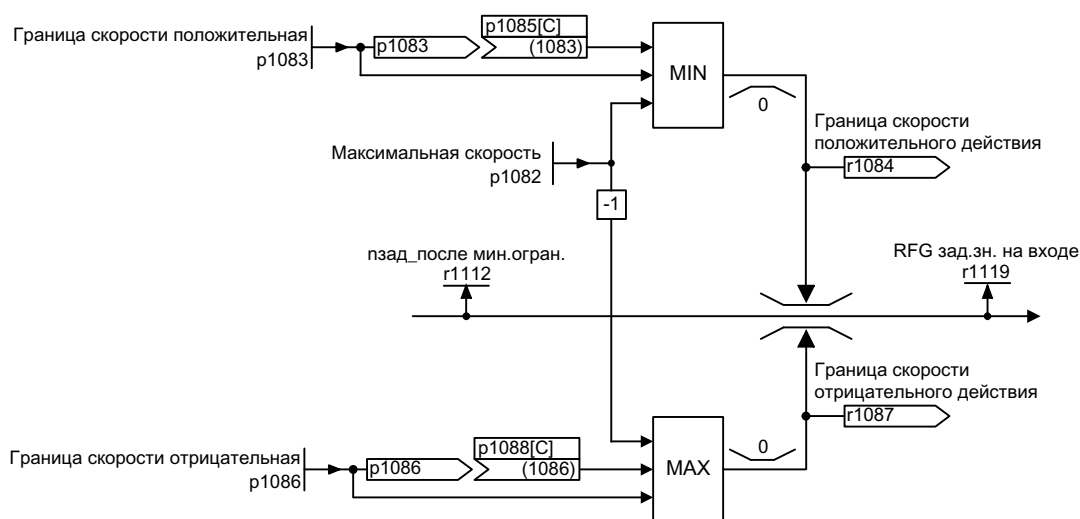 Граница скорости положительная
p1083
p1083
p1085[C]
(1083)
MIN
0
Граница скорости
положительного действия
r1084
Максимальная скорость
p1082
-1
nзад_после мин.огран.
r1112
RFG зад.зн. на входе
r1119
Граница скорости
отрицательного действия
r1087
Граница скорости отрицательная
p1086
p1086
p1088[C]
(1086)
MAX
0